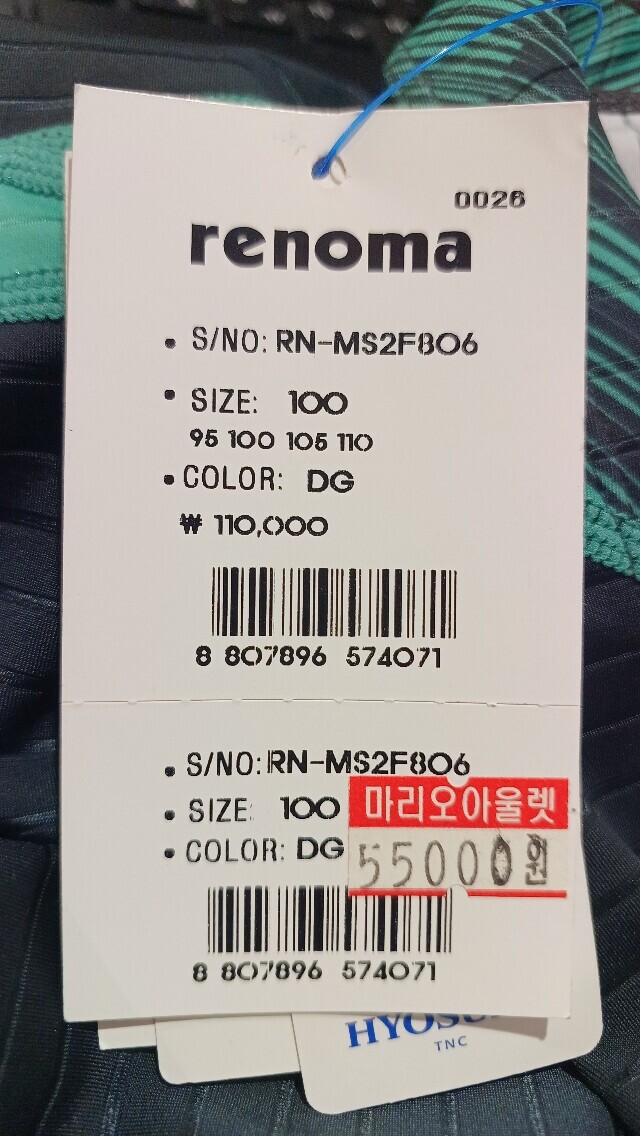 0026
renoma
• S/NO: RN-MS2F806
• SIZE: 100
95 100 105 110
• COLOR: DG
₩ 110,000
8 807896 574071
• S/NO: RN-MS2F806
• SIZE: 100
마리오아울렛
• COLOR: DG
55000원
8 807896 574071
TNC